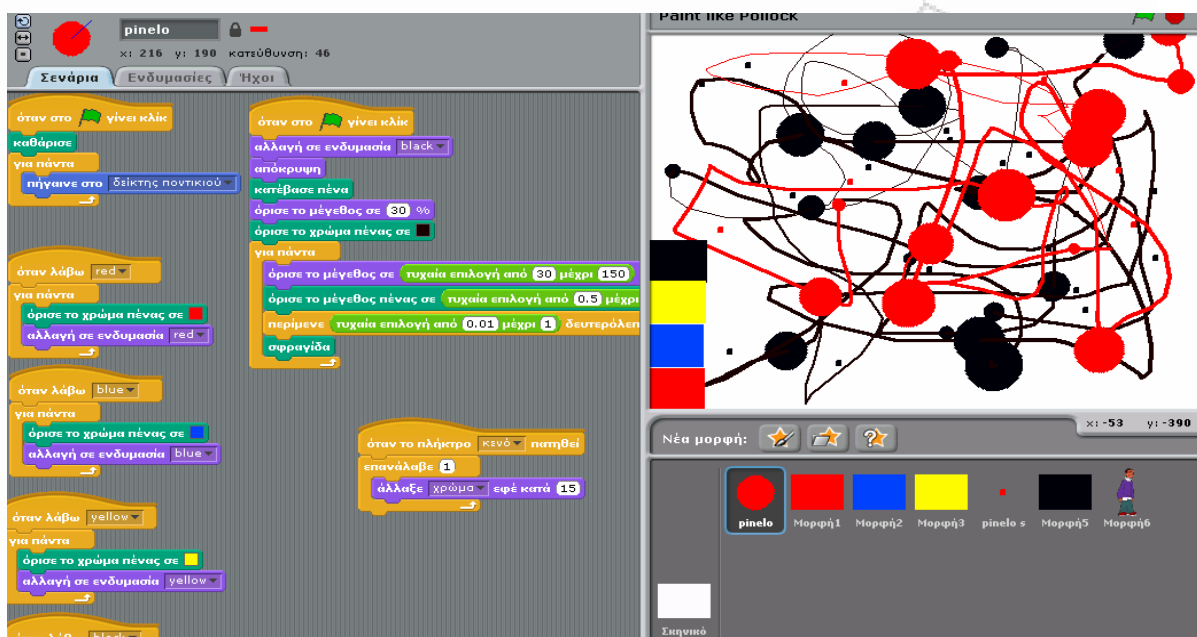 pinelo
x: 216 y: 190 κατεύθυνση: 46
Σενάρια Ενδυμασίες Ήχοι
όταν στο γίνει κλίκ
καθάρισε
για πάντα
πήγαινε στο δείκτης ποντικιού
όταν λάβω red
για πάντα
όρισε το χρώμα πένας σε
αλλαγή σε ενδυμασία red
όταν λάβω blue
για πάντα
όρισε το χρώμα πένας σε
αλλαγή σε ενδυμασία blue
όταν λάβω yellow
για πάντα
όρισε το χρώμα πένας σε
αλλαγή σε ενδυμασία yellow
όταν λάβω black
όταν στο γίνει κλίκ
αλλαγή σε ενδυμασία black
απόκρυψη
κατέβασε πένα
όρισε το μέγεθος σε 30 %
όρισε το χρώμα πένας σε
για πάντα
όρισε το μέγεθος σε τυχαία επιλογή από 30 μέχρι 150
όρισε το μέγεθος πένας σε τυχαία επιλογή από 0.5 μέχρι
περίμενε τυχαία επιλογή από 0.01 μέχρι 1 δευτερόλεπ
σφραγίδα
όταν το πλήκτρο κενό πατηθεί
επανάλαβε 1
άλλαξε χρώμα εφέ κατά 15
Paint like Pollock
x: -53 y: -390
Νέα μορφή:
pinelo Μορφή1 Μορφή2 Μορφή3 pinelo s Μορφή5 Μορφή6
Σκηνικό